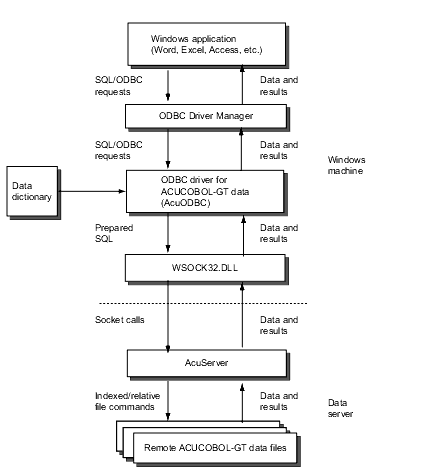 Windows application
(Word, Excel, Access, etc.)
SQL/ODBC
requests
Data and
results
ODBC Driver Manager
SQL/ODBC
requests
Data and
results
Windows
machine
Data
dictionary
ODBC driver for
ACUCOBOL-GT data
(AcuODBC)
Prepared
SQL
Data and
results
WSOCK32.DLL
Socket calls
Data and
results
AcuServer
Indexed/relative
file commands
Data and
results
Data
server
Remote ACUCOBOL-GT data files